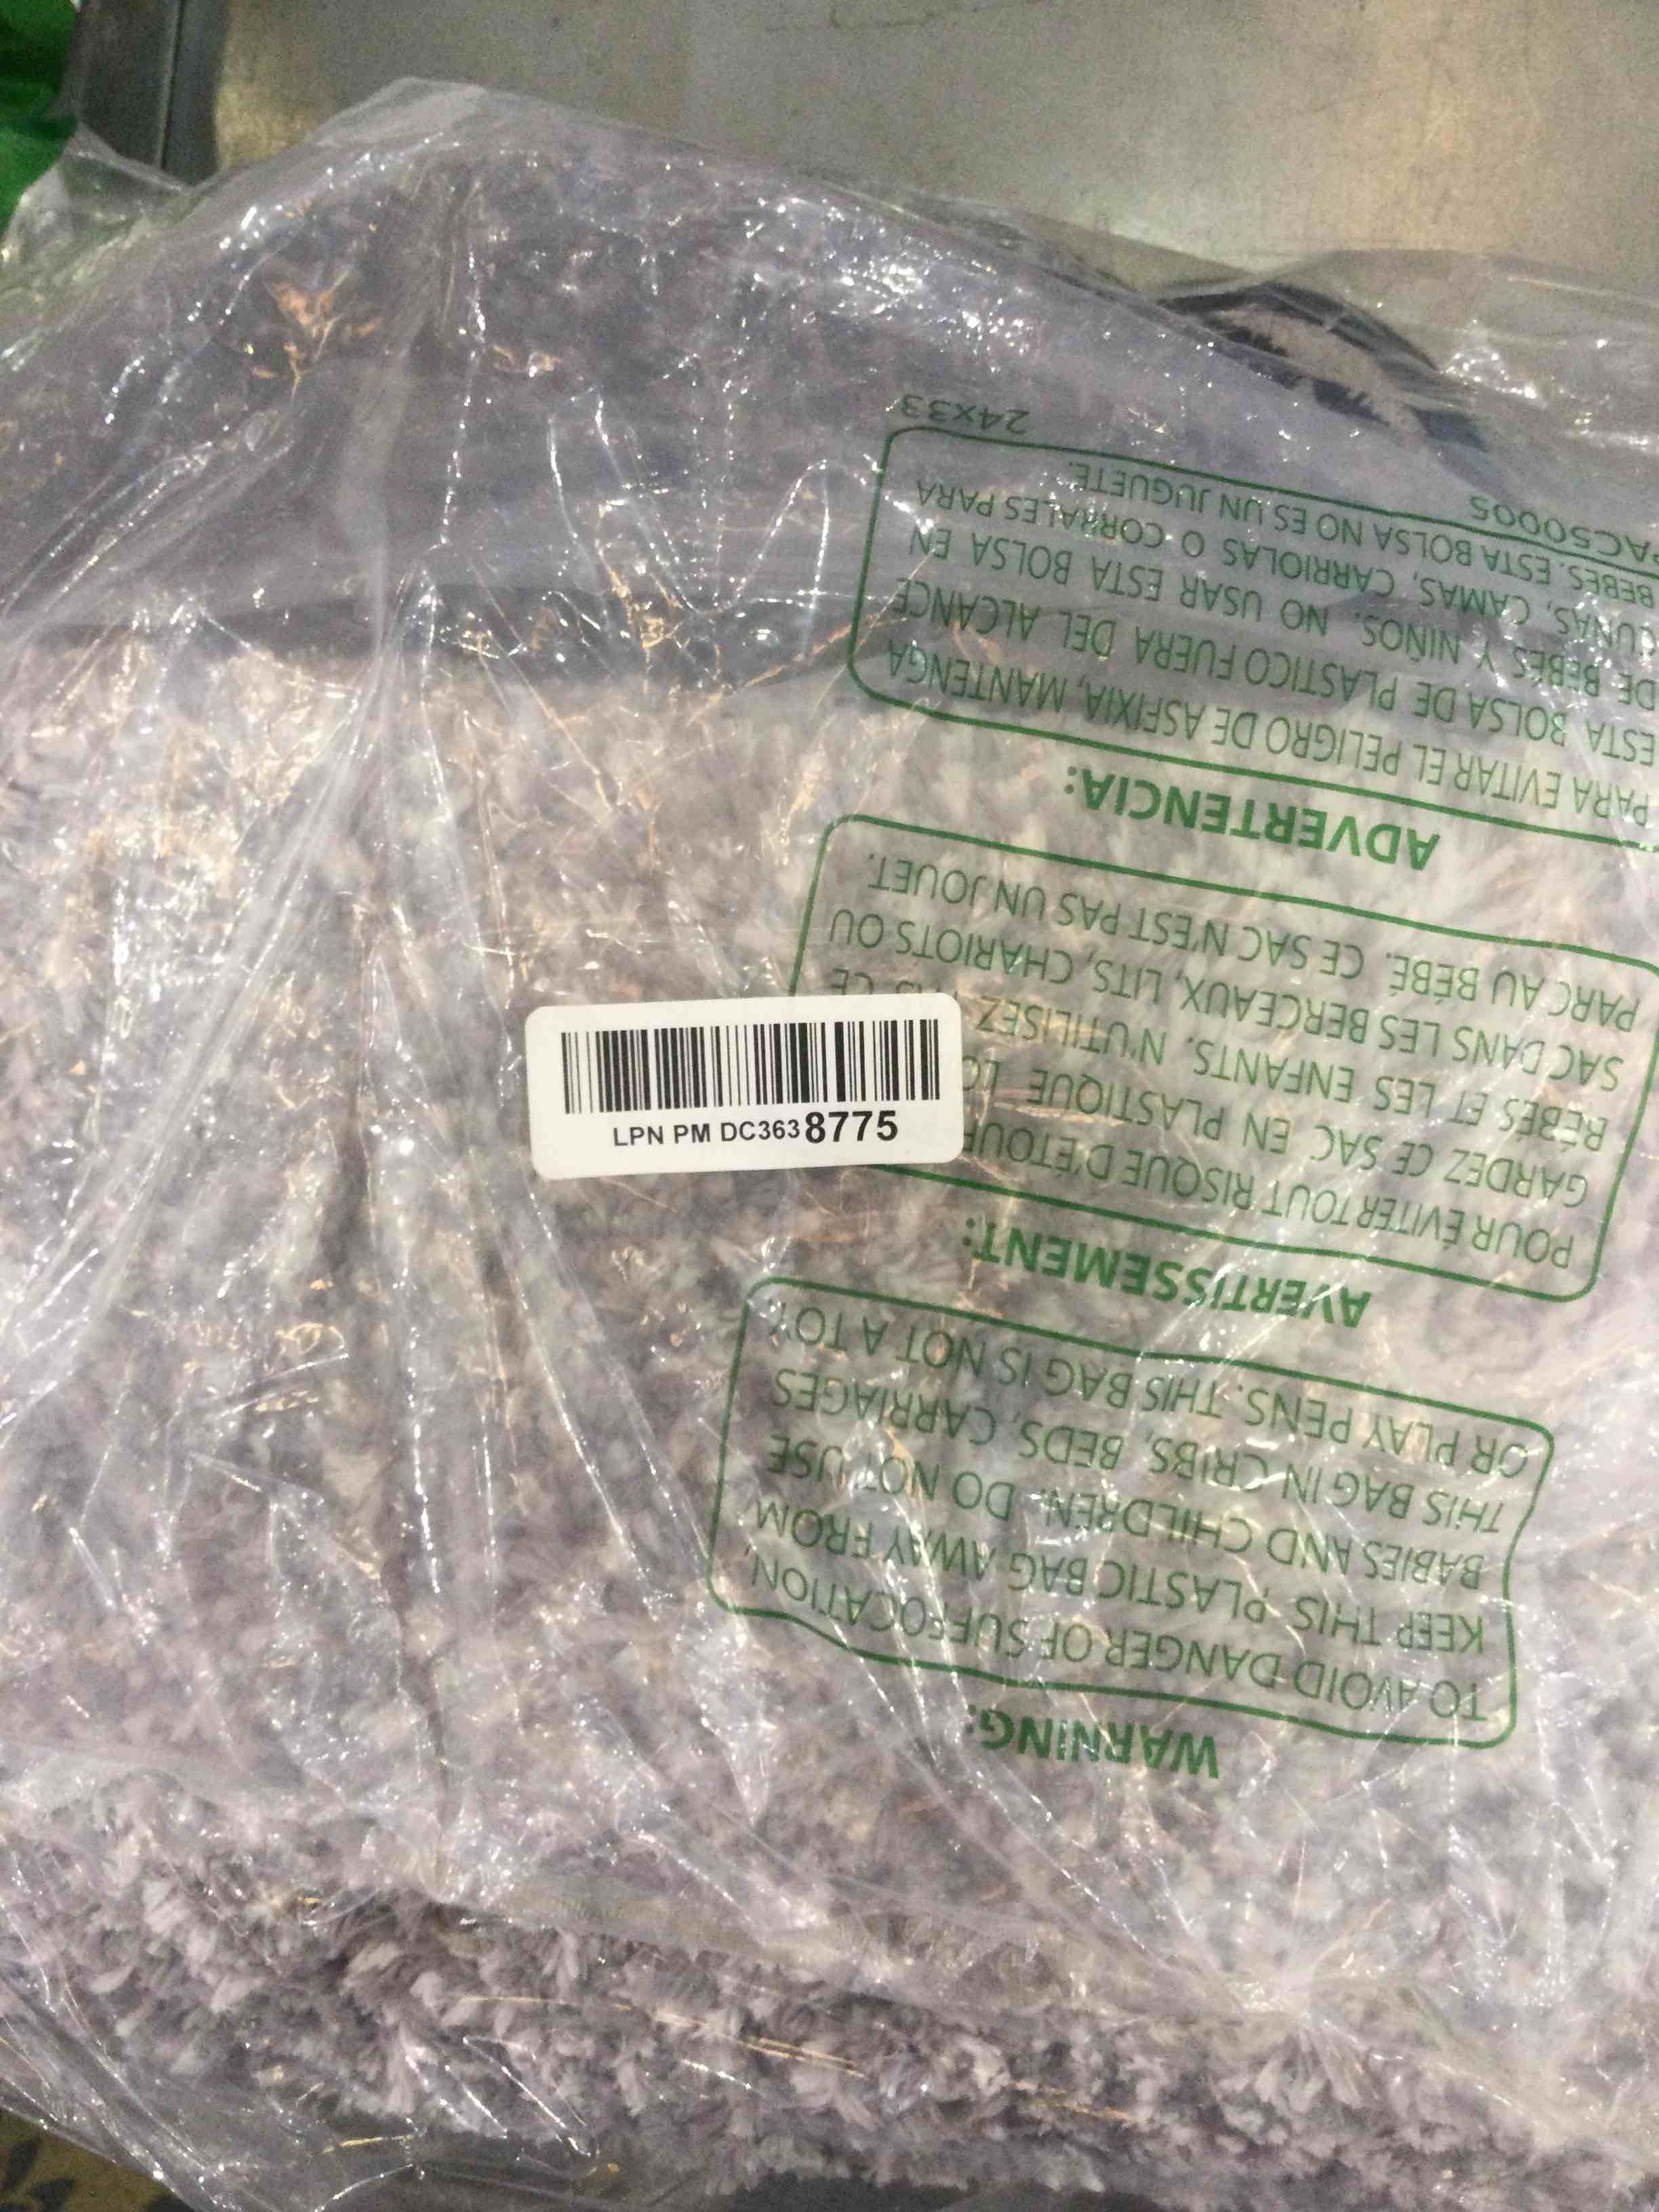 WARNING:
TO AVOID DANGER OF SUFFOCATION,
KEEP THIS PLASTIC BAG AWAY FROM
BABIES AND CHILDREN. DO NOT USE
THIS BAG IN CRIBS, BEDS, CARRIAGES
OR PLAY PENS. THIS BAG IS NOT A TOY.
AVERTISSEMENT:
POUR ÉVITER TOUT RISQUE D'ÉTOUF
GARDEZ CE SAC EN PLASTIQUE LO
BÉBÉS ET LES ENFANTS. N'UTILISEZ PAS CE
SAC DANS LES BERCEAUX, LITS, CHARIOTS OU
PARC AU BÉBÉ. CE SAC N'EST PAS UN JOUET.
ADVERTENCIA:
PARA EVITAR EL PELIGRO DE ASFIXIA, MANTENGA
ESTA BOLSA DE PLASTICO FUERA DEL ALCANCE
DE BEBÉS Y NIÑOS. NO USAR ESTA BOLSA EN
CUNAS, CAMAS, CARRIOLAS O CORRALES PARA
BEBES. ESTA BOLSA NO ES UN JUGUETE.
PAC5000S 24x33
LPN PM DC3638775